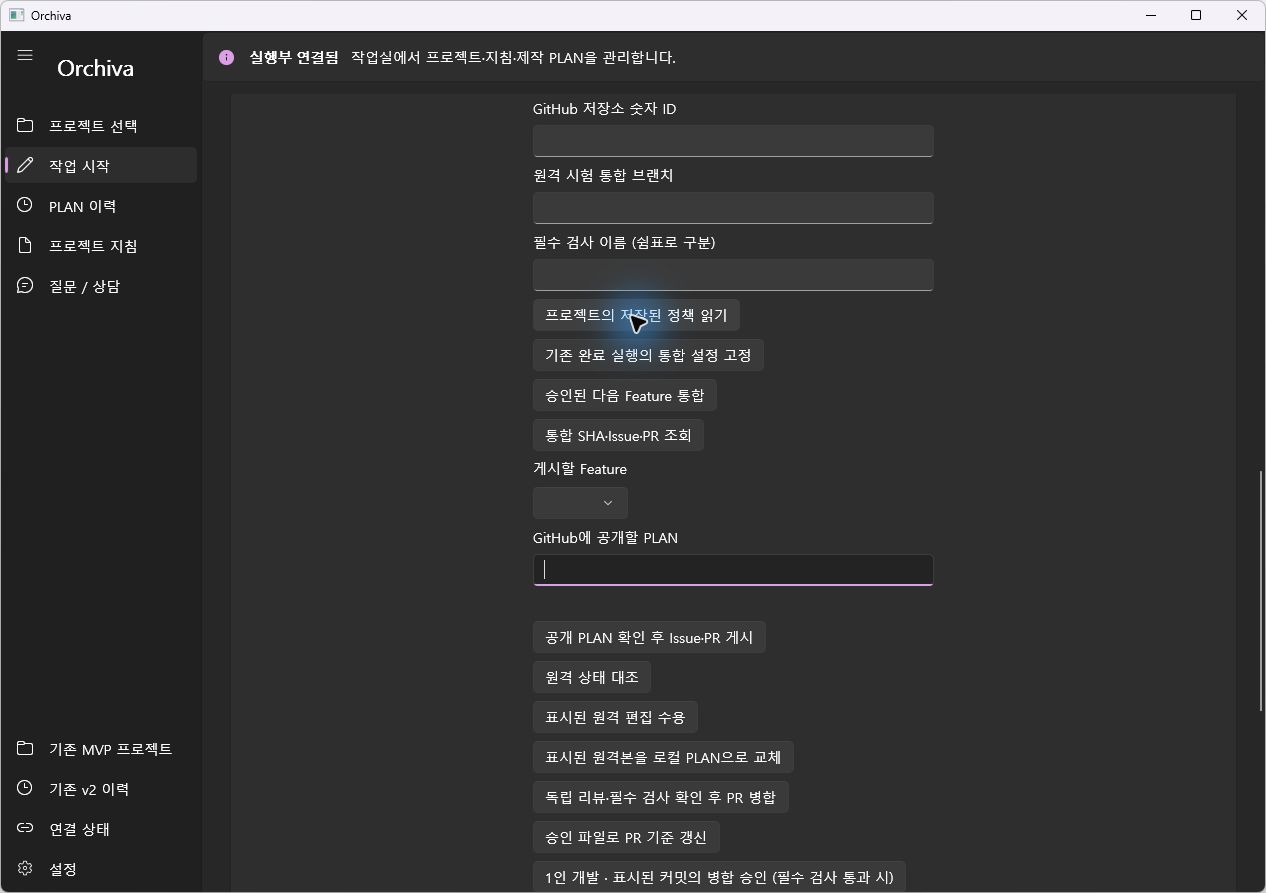 Orchiva
Orchiva
실행부 연결됨 작업실에서 프로젝트·지침·제작 PLAN을 관리합니다.
프로젝트 선택
작업 시작
PLAN 이력
프로젝트 지침
질문 / 상담
기존 MVP 프로젝트
기존 v2 이력
연결 상태
설정
GitHub 저장소 숫자 ID
원격 시험 통합 브랜치
필수 검사 이름 (쉼표로 구분)
프로젝트의 저장된 정책 읽기
기존 완료 실행의 통합 설정 고정
승인된 다음 Feature 통합
통합 SHA·Issue·PR 조회
게시할 Feature
GitHub에 공개할 PLAN
공개 PLAN 확인 후 Issue·PR 게시
원격 상태 대조
표시된 원격 편집 수용
표시된 원격본을 로컬 PLAN으로 교체
독립 리뷰·필수 검사 확인 후 PR 병합
승인 파일로 PR 기준 갱신
1인 개발 · 표시된 커밋의 병합 승인 (필수 검사 통과 시)